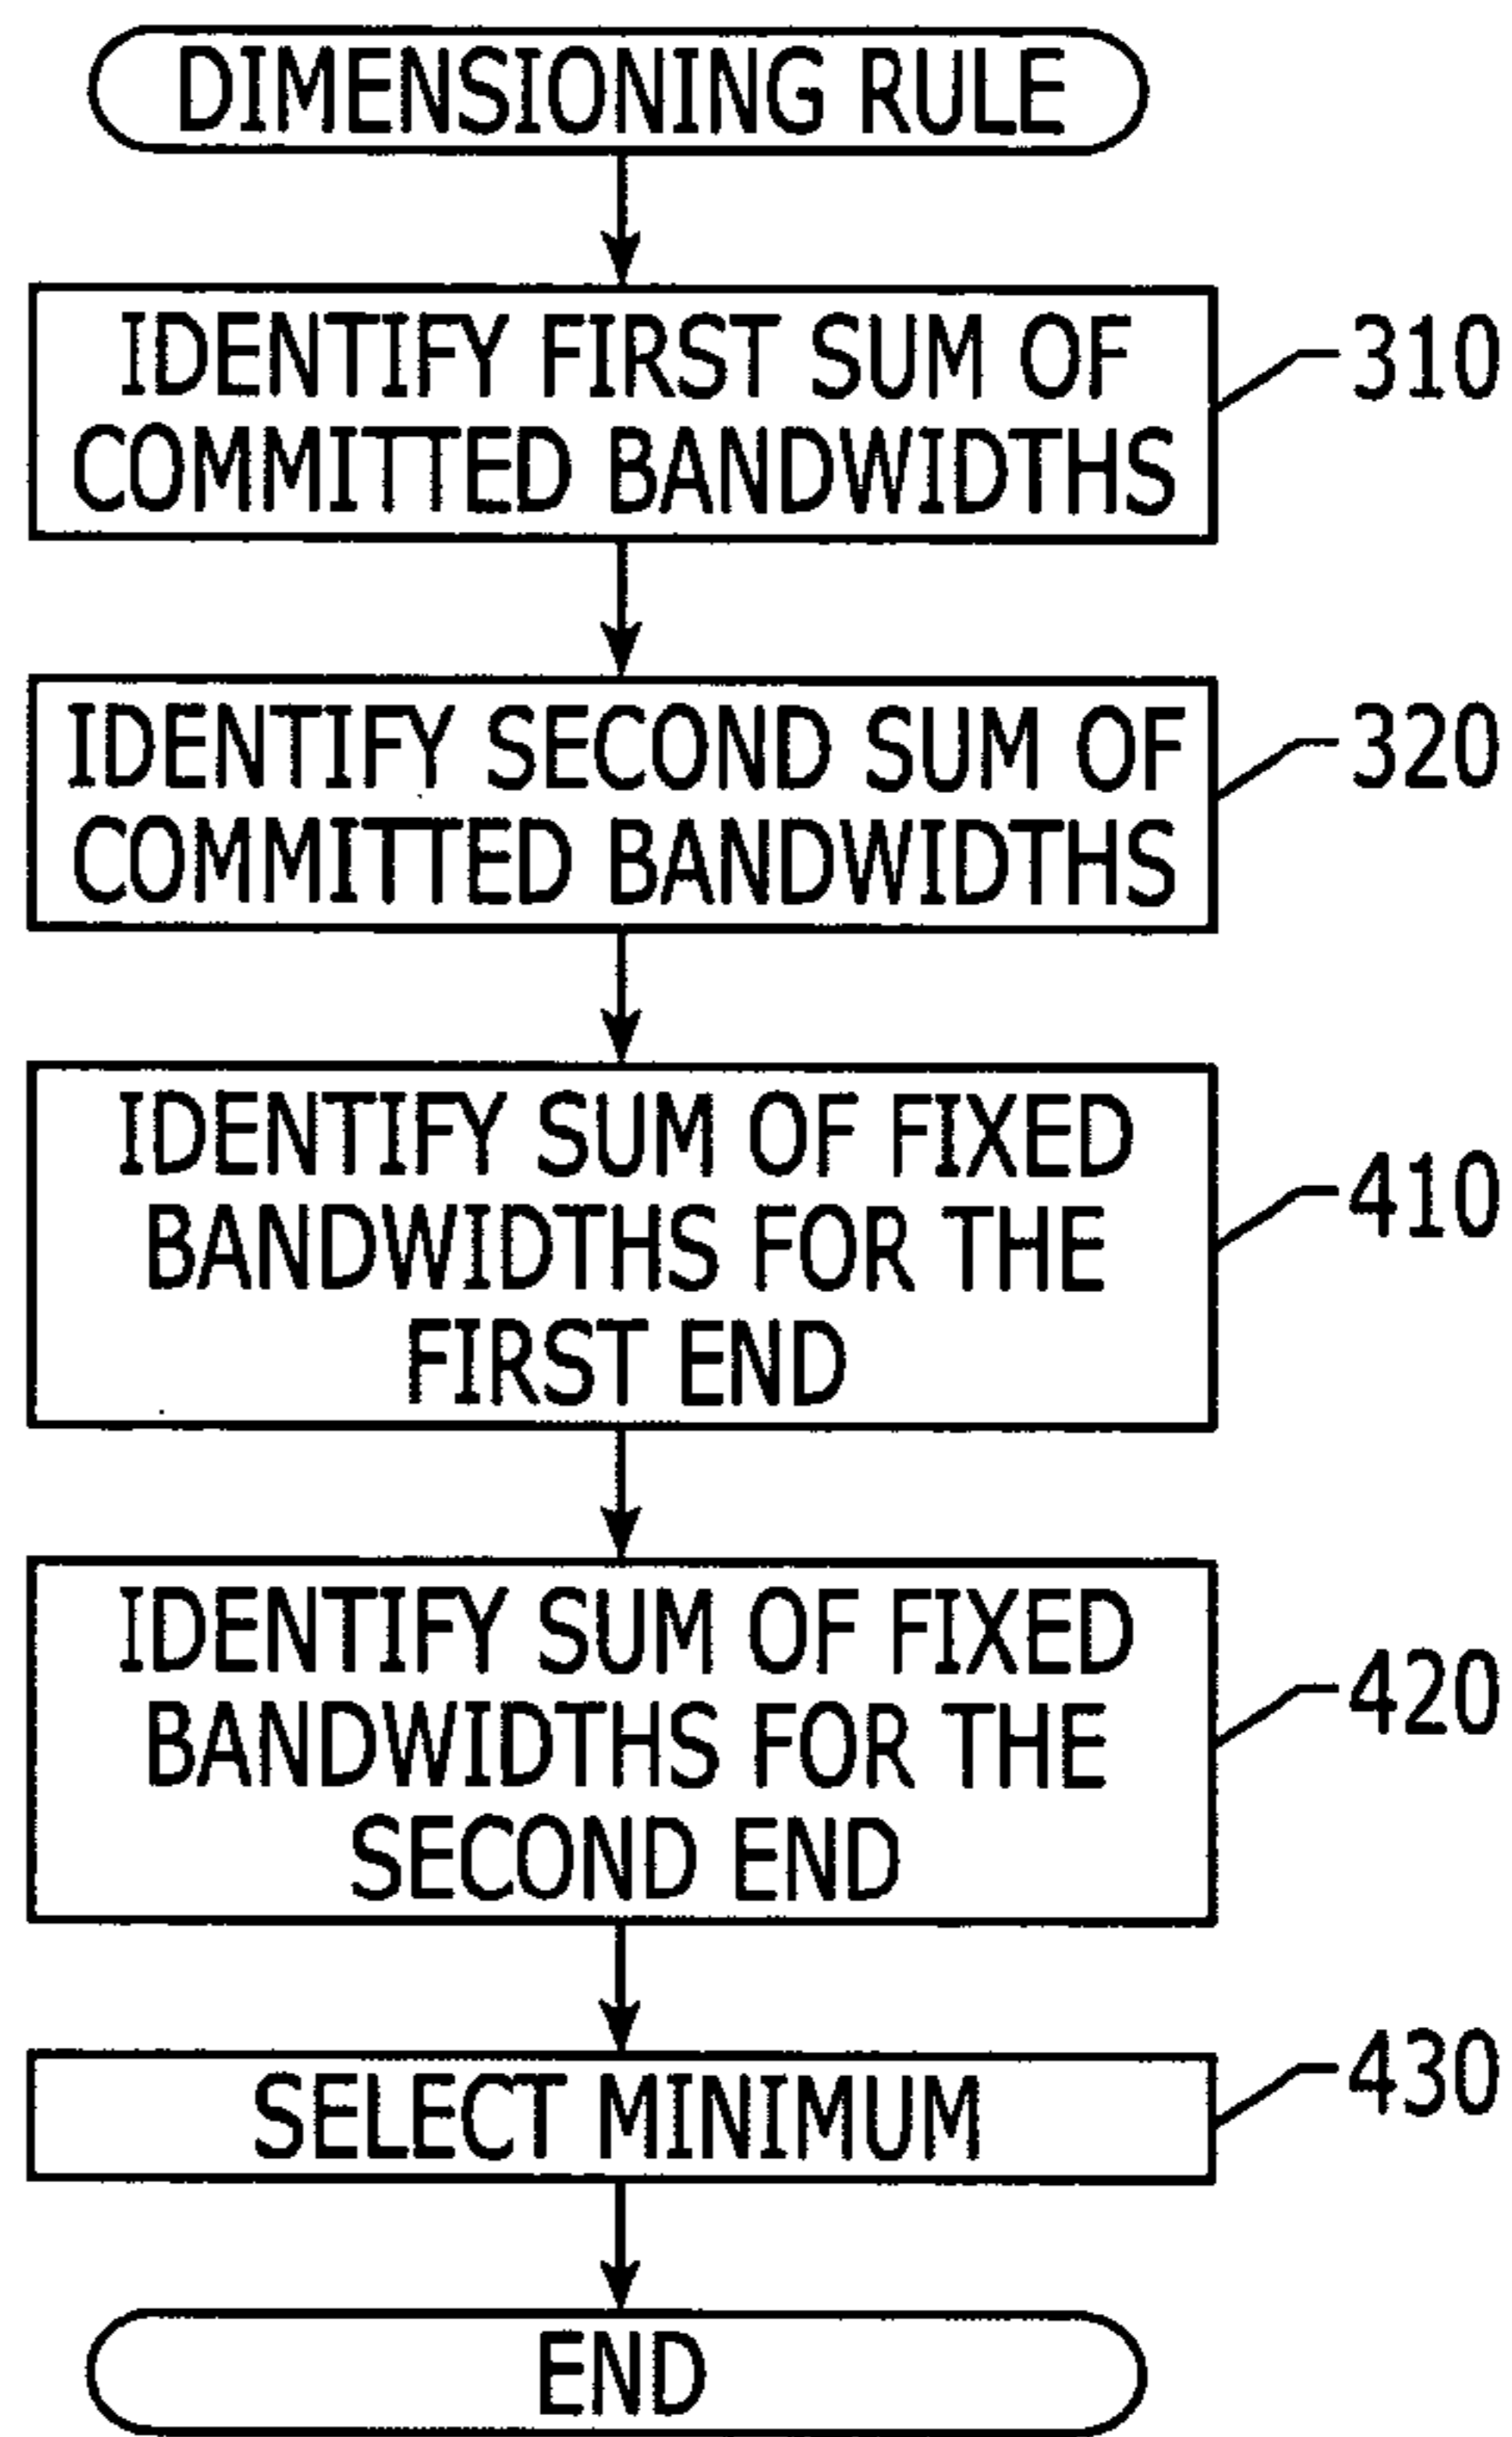 DIMENSIONING RULE
IDENTIFY FIRST SUM OF
COMMITTED BANDWIDTHS
310
IDENTIFY SECOND SUM OF
COMMITTED BANDWIDTHS
320
IDENTIFY SUM OF FIXED
BANDWIDTHS FOR THE
FIRST END
410
IDENTIFY SUM OF FIXED
BANDWIDTHS FOR THE
SECOND END
420
SELECT MINIMUM
430
END